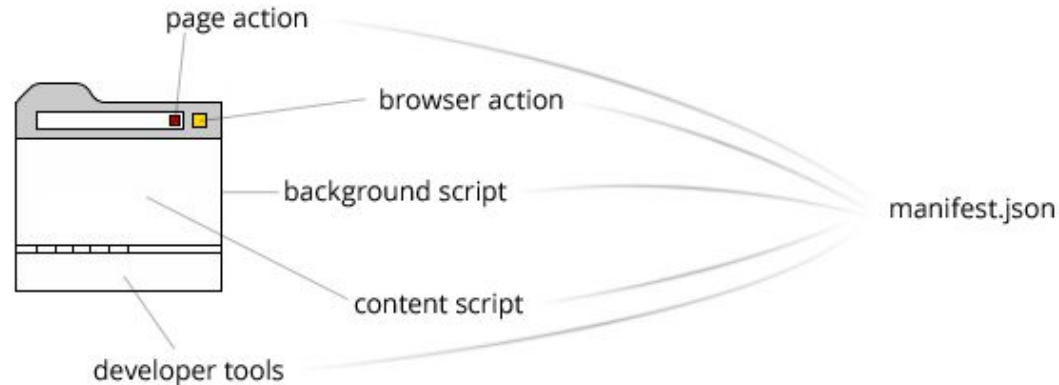 page action
browser action
background script
manifest.json
content script
developer tools